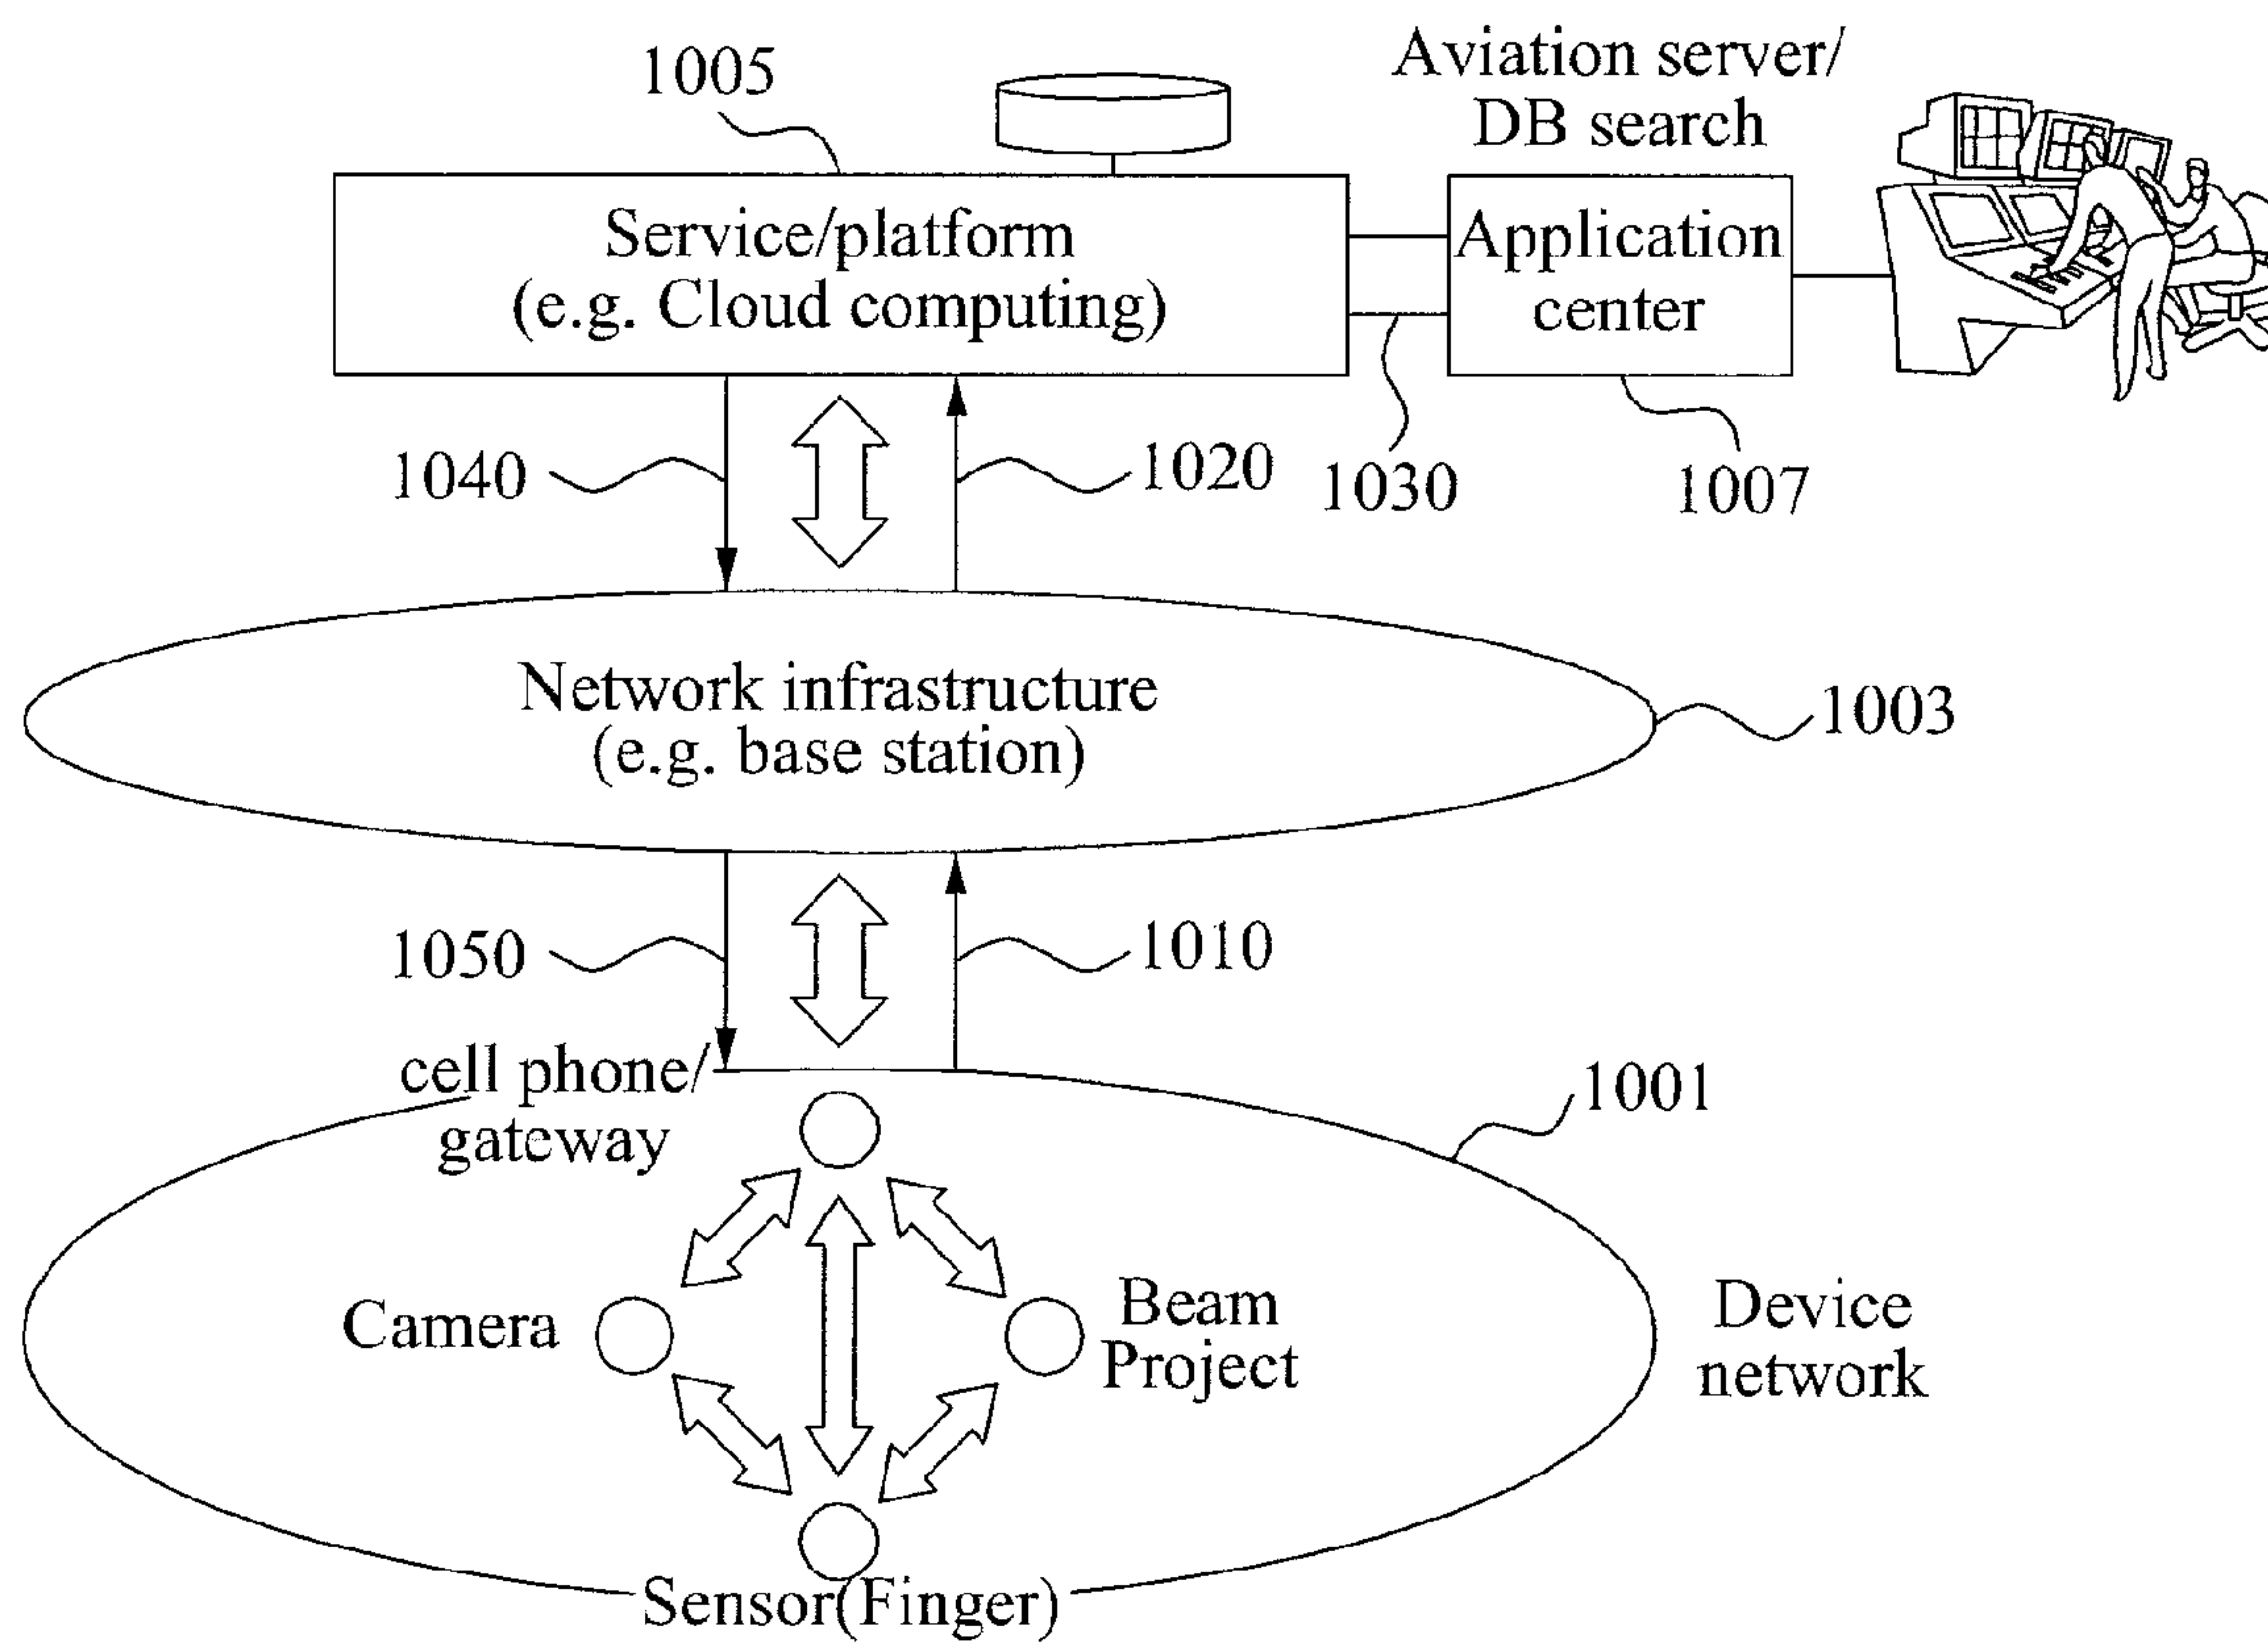 1005
Aviation server/
DB search
Service/platform
(e.g. Cloud computing)
Application
center
1040
1020
1030
1007
Network infrastructure
(e.g. base station)
1003
1050
1010
cell phone/
gateway
1001
Camera
Beam
Project
Device
network
Sensor(Finger)